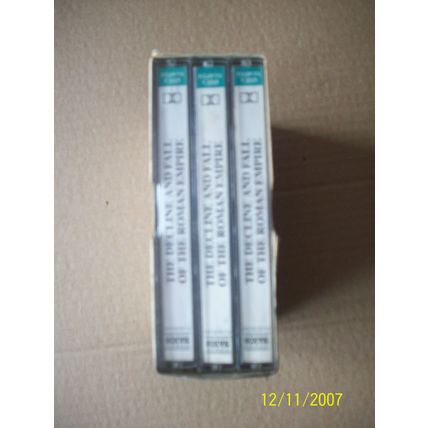 THE DECLINE AND FALL
OF THE ROMAN EMPIRE
THE DECLINE AND FALL
OF THE ROMAN EMPIRE
THE DECLINE AND FALL
OF THE ROMAN EMPIRE
12/11/2007